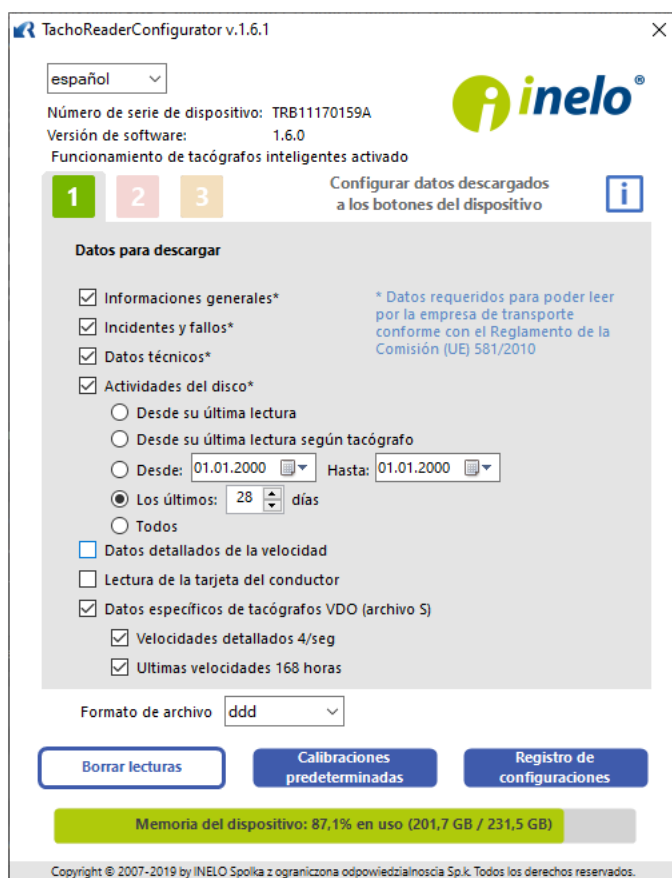 TachoReaderConfigurator v.1.6.1
español
inelo®
Número de serie de dispositivo: TRB11170159A
Versión de software: 1.6.0
Funcionamiento de tacógrafos inteligentes activado
1 2 3
Configurar datos descargados
a los botones del dispositivo
i
Datos para descargar
Informaciones generales*
Incidentes y fallos*
Datos técnicos*
* Datos requeridos para poder leer
por la empresa de transporte
conforme con el Reglamento de la
Comisión (UE) 581/2010
Actividades del disco*
Desde su última lectura
Desde su última lectura según tacógrafo
Desde: 01.01.2000 Hasta: 01.01.2000
Los últimos: 28 días
Todos
Datos detallados de la velocidad
Lectura de la tarjeta del conductor
Datos específicos de tacógrafos VDO (archivo S)
Velocidades detallados 4/seg
Ultimas velocidades 168 horas
Formato de archivo ddd
Borrar lecturas
Calibraciones
predeterminadas
Registro de
configuraciones
Memoria del dispositivo: 87,1% en uso (201,7 GB / 231,5 GB)
Copyright © 2007-2019 by INELO Spolka z ograniczona odpowiedzialnoscia Sp.k. Todos los derechos reservados.